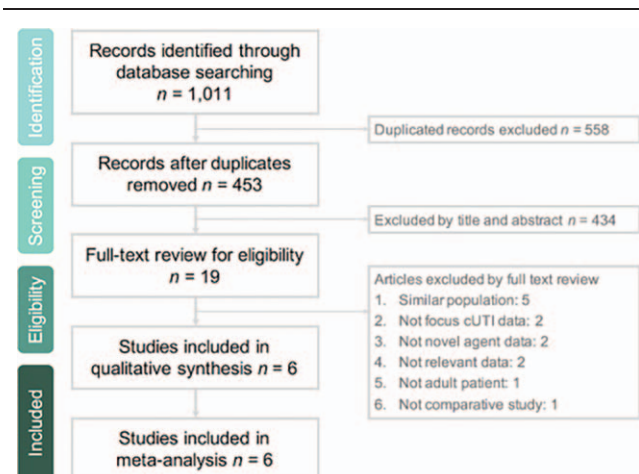 Identification
Records identified through
database searching
n = 1,011
Duplicated records excluded n = 558
Screening
Records after duplicates
removed n = 453
Excluded by title and abstract n = 434
Eligibility
Full-text review for eligibility
n = 19
Articles excluded by full text review
1. Similar population: 5
2. Not focus cUTI data: 2
3. Not novel agent data: 2
4. Not relevant data: 2
5. Not adult patient: 1
6. Not comparative study: 1
Studies included in
qualitative synthesis n = 6
Included
Studies included in
meta-analysis n = 6